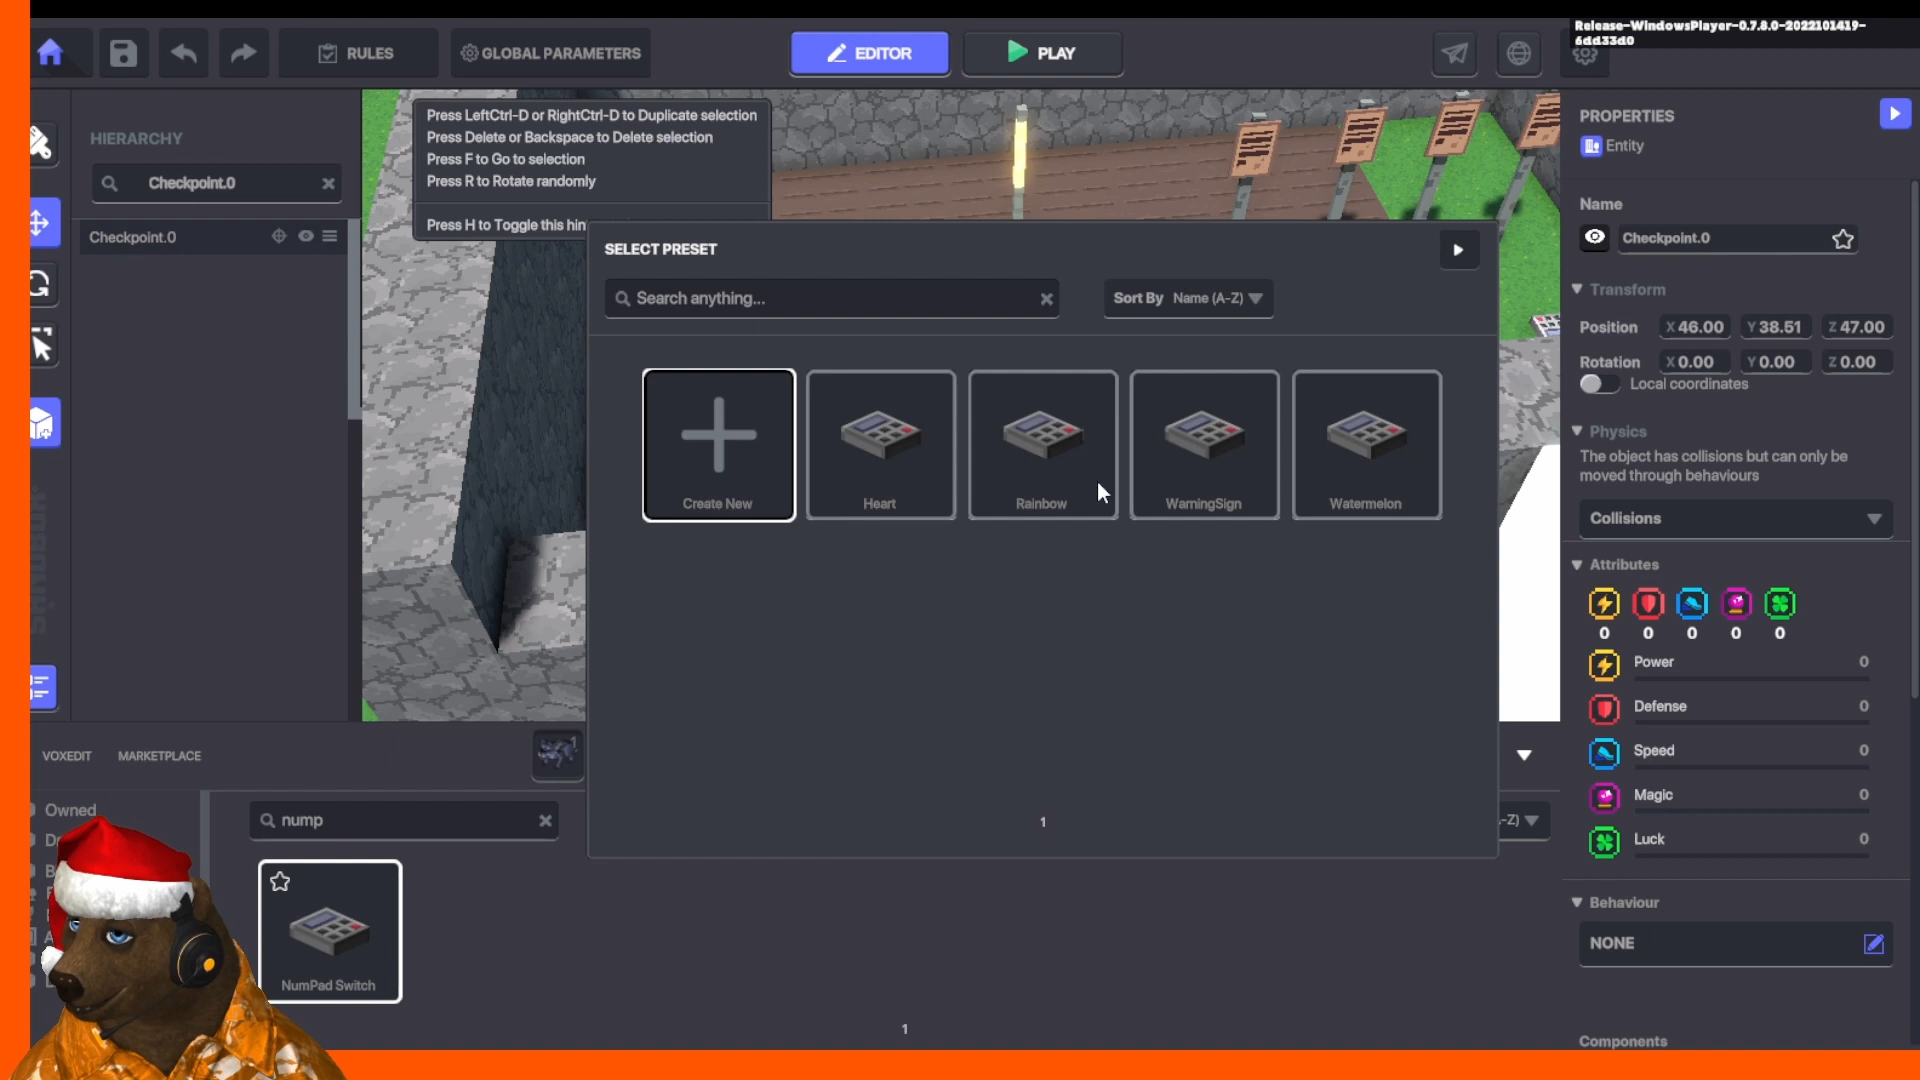 Release-WindowsPlayer-0.7.8.0-2022101419-
6dd33d0
RULES
GLOBAL PARAMETERS
EDITOR
PLAY
HIERARCHY
Checkpoint.0
Checkpoint.0
Press LeftCtrl-D or RightCtrl-D to Duplicate selection
Press Delete or Backspace to Delete selection
Press F to Go to selection
Press R to Rotate randomly
Press H to Toggle this hin
SELECT PRESET
Search anything...
Sort By Name (A-Z)
Create New
Heart
Rainbow
WarningSign
Watermelon
1
VOXEDIT
MARKETPLACE
Owned
nump
-Z)
NumPad Switch
1
PROPERTIES
Entity
Name
Checkpoint.0
Transform
Position X 46.00 Y 38.51 Z 47.00
Rotation X 0.00 Y 0.00 Z 0.00
Local coordinates
Physics
The object has collisions but can only be
moved through behaviours
Collisions
Attributes
0 0 0 0 0
Power 0
Defense 0
Speed 0
Magic 0
Luck 0
Behaviour
NONE
Components